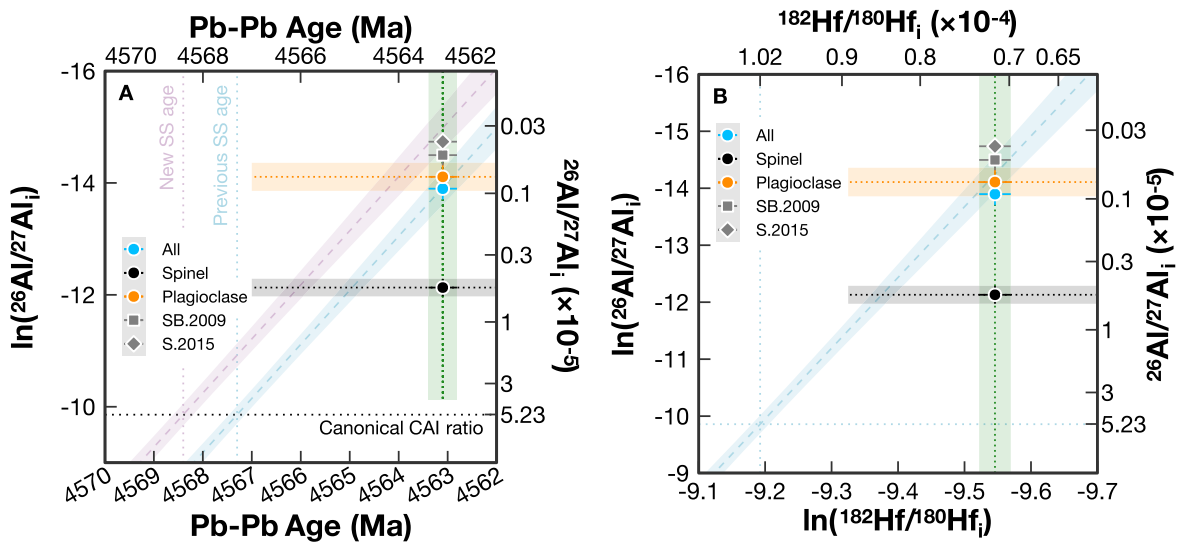 Pb-Pb Age (Ma)
4570 4568 4566 4564 4562
A
New SS age
Previous SS age
-16
-14
-12
-10
ln(²⁶Al/²⁷Alᵢ)
0.03
0.1
0.3
1
3
5.23
²⁶Al/²⁷Alᵢ (×10⁻⁵)
All
Spinel
Plagioclase
SB.2009
S.2015
Canonical CAI ratio
4570 4569 4568 4567 4566 4565 4564 4563 4562
Pb-Pb Age (Ma)
¹⁸²Hf/¹⁸⁰Hfᵢ (×10⁻⁴)
1.02 0.9 0.8 0.7 0.65
B
-16
-15
-14
-13
-12
-11
-10
-9
ln(²⁶Al/²⁷Alᵢ)
0.03
0.1
0.3
1
3
5.23
²⁶Al/²⁷Alᵢ (×10⁻⁵)
All
Spinel
Plagioclase
SB.2009
S.2015
-9.1 -9.2 -9.3 -9.4 -9.5 -9.6 -9.7
ln(¹⁸²Hf/¹⁸⁰Hfᵢ)